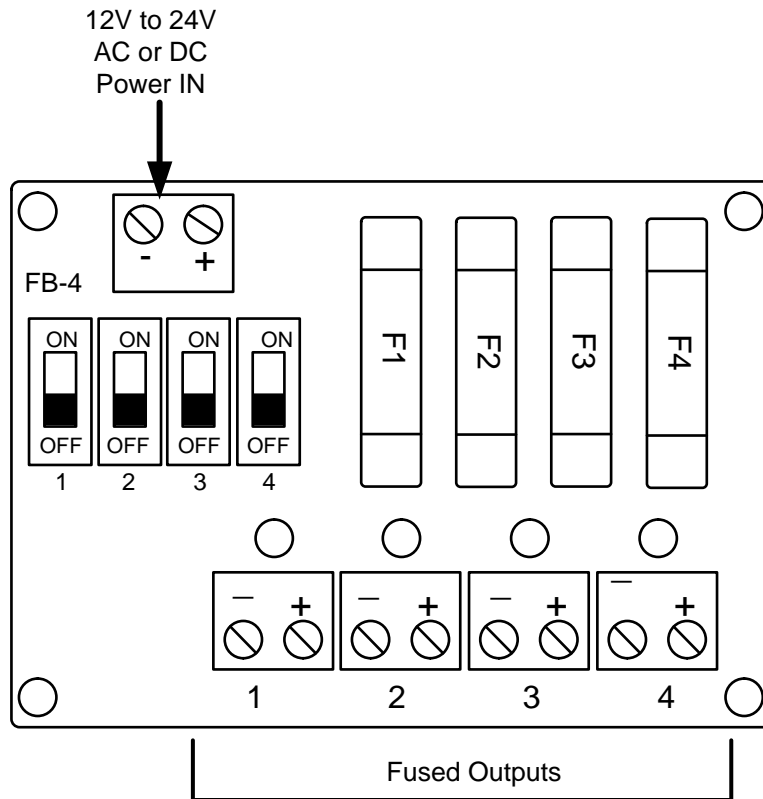 12V to 24V
AC or DC
Power IN
- +
FB-4
ON ON ON ON
OFF OFF OFF OFF
1 2 3 4
F1 F2 F3 F4
– + – + – + – +
1 2 3 4
Fused Outputs